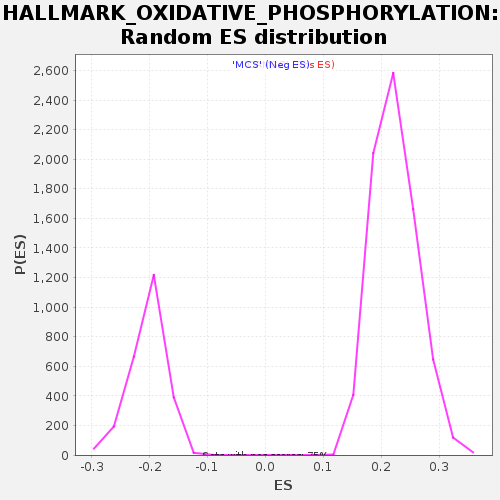 HALLMARK_OXIDATIVE_PHOSPHORYLATION:
Random ES distribution
'MCS' (Neg ES)s ES)
2,600
2,400
2,200
2,000
1,800
1,600
1,400
1,200
1,000
800
600
400
200
0
P(ES)
75%
-0.3 -0.2 -0.1 0.0 0.1 0.2 0.3
ES